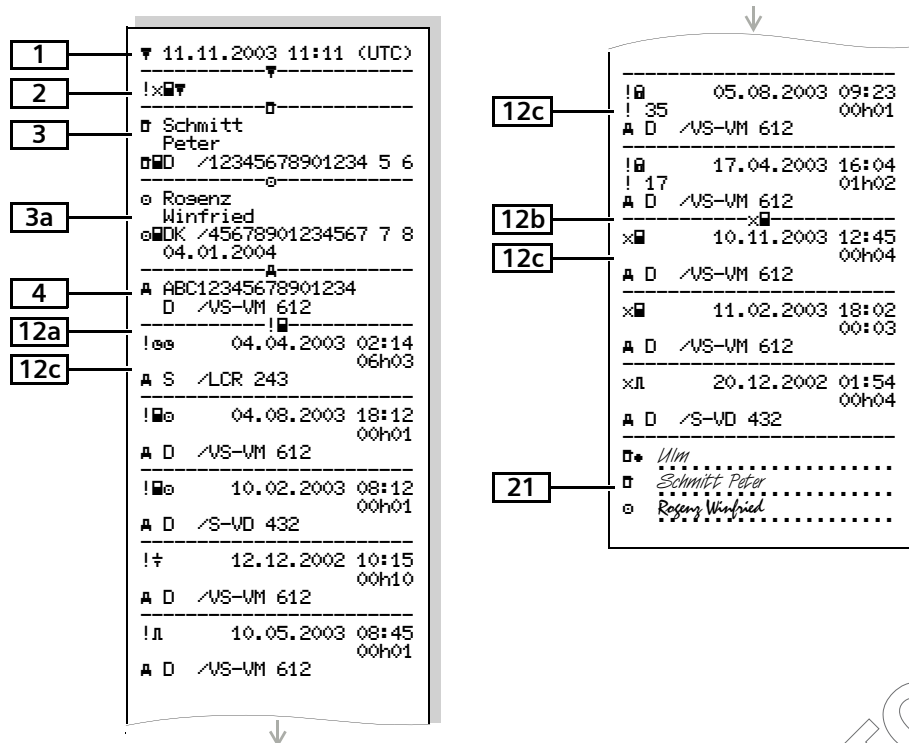 1
▼ 11.11.2003 11:11 (UTC)
2
!x▼
3
Schmitt
Peter
D /12345678901234 5 6
3a
Rogenz
Winfried
DK /45678901234567 7 8
04.01.2004
4
A ABC12345678901234
D /VS-VM 612
12a
!
! 04.04.2003 02:14
06h03
12c
A S /LCR 243
! 04.08.2003 18:12
00h01
A D /VS-VM 612
! 10.02.2003 08:12
00h01
A D /S-VD 432
!÷ 12.12.2002 10:15
00h10
A D /VS-VM 612
! 10.05.2003 08:45
00h01
A D /VS-VM 612
! 05.08.2003 09:23
12c
! 35 00h01
A D /VS-VM 612
! 17.04.2003 16:04
! 17 01h02
A D /VS-VM 612
12b
x
x 10.11.2003 12:45
12c
00h04
A D /VS-VM 612
x 11.02.2003 18:02
00:03
A D /VS-VM 612
x 20.12.2002 01:54
00h04
A D /S-VD 432
Ulm
21
Schmitt Peter
Rogenz Winfried